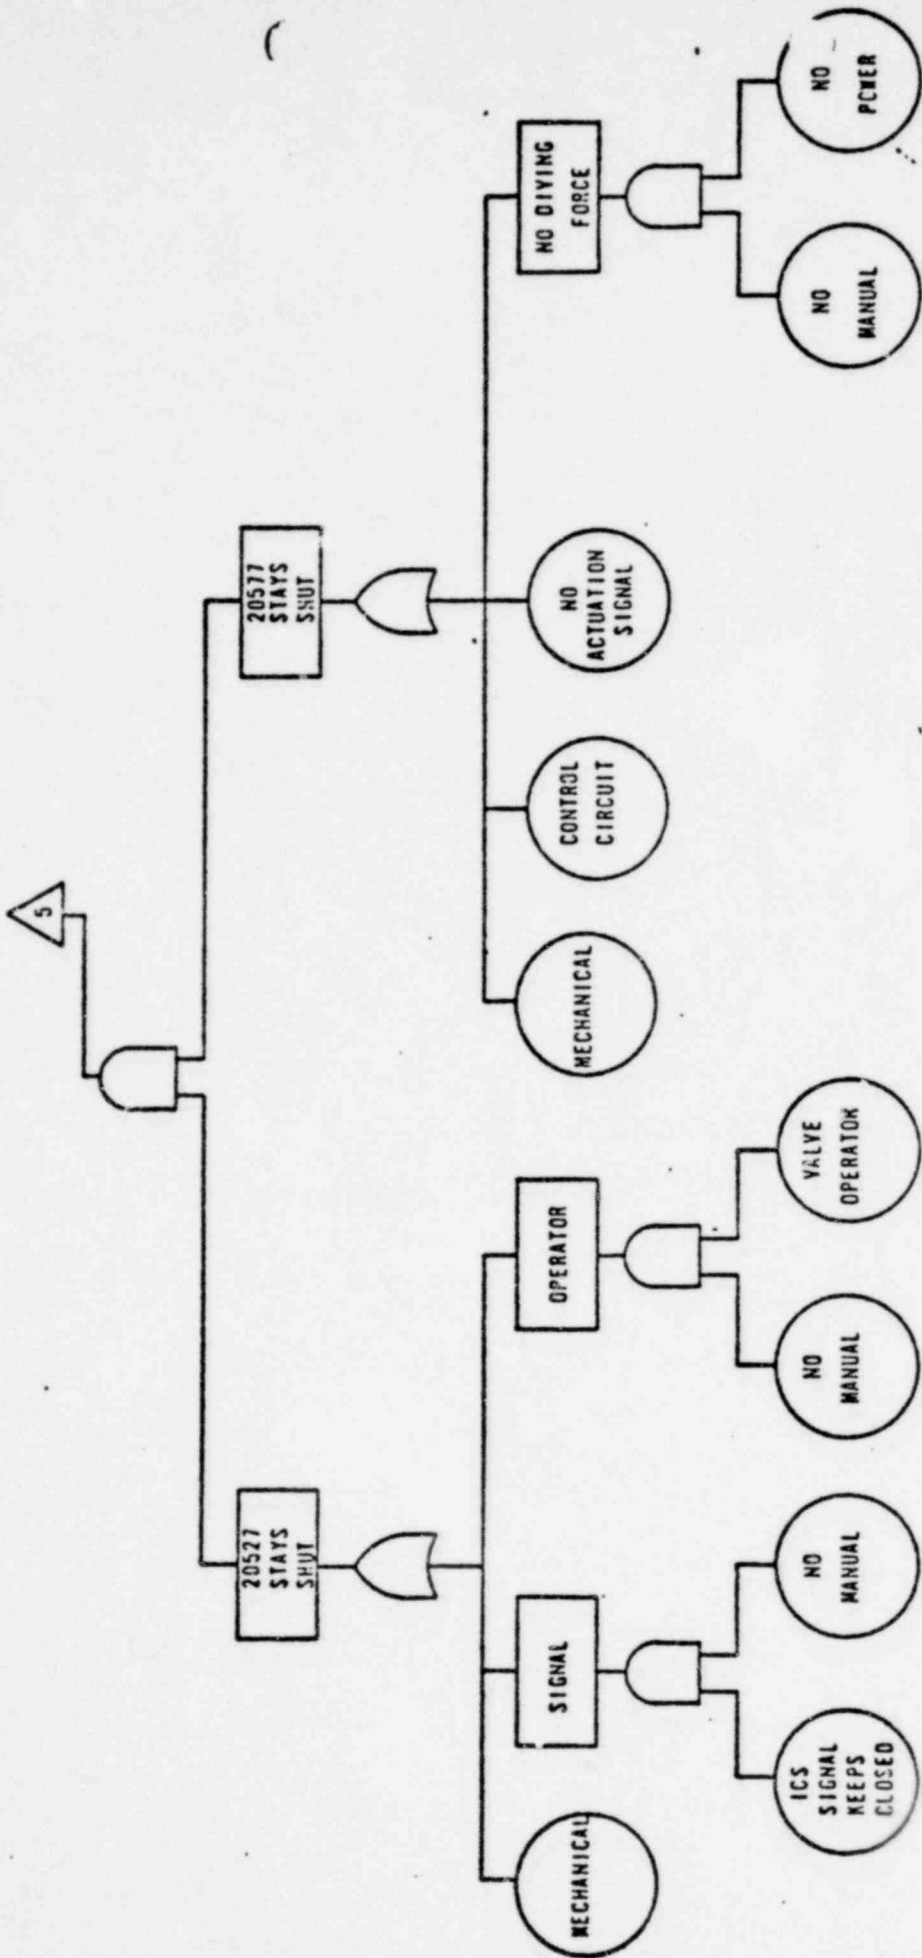 5
20527
STAYS
SHUT
20577
STAYS
SHUT
MECHANICAL
SIGNAL
OPERATOR
MECHANICAL
CONTROL
CIRCUIT
NO
ACTUATION
SIGNAL
NO DIVING
FORCE
ICS
SIGNAL
KEEPS
CLOSED
NO
MANUAL
NO
MANUAL
VALVE
OPERATOR
NO
MANUAL
NO
POWER